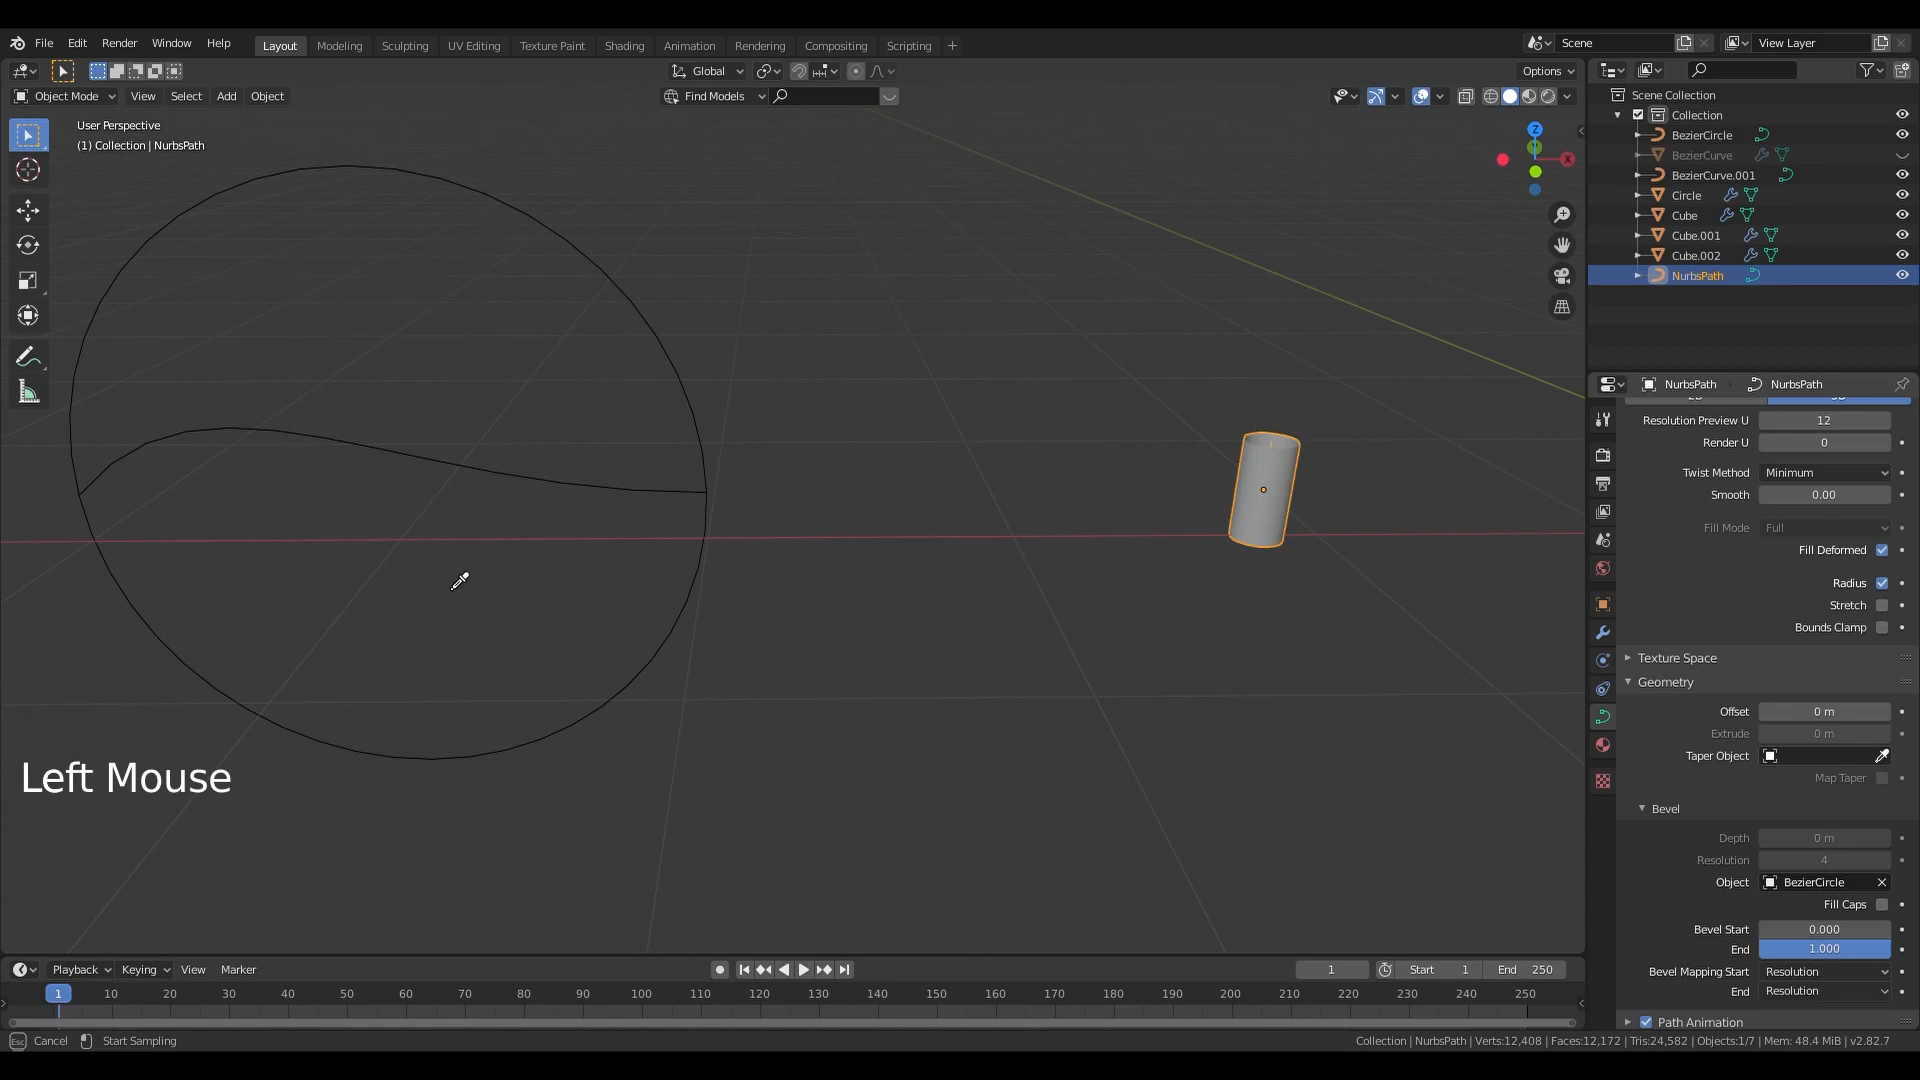 File Edit Render Window Help
Layout Modeling Sculpting UV Editing Texture Paint Shading Animation Rendering Compositing Scripting +
Scene
View Layer
Global
Options
Object Mode View Select Add Object
Find Models
User Perspective
(1) Collection | NurbsPath
Z
X
Scene Collection
Collection
BezierCircle
BezierCurve
BezierCurve.001
Circle
Cube
Cube.001
Cube.002
NurbsPath
NurbsPath NurbsPath
Resolution Preview U 12
Render U 0
Twist Method Minimum
Smooth 0.00
Fill Mode Full
Fill Deformed
Radius
Stretch
Bounds Clamp
Texture Space
Geometry
Offset 0 m
Extrude 0 m
Taper Object
Map Taper
Bevel
Depth 0 m
Resolution 4
Object BezierCircle
Fill Caps
Bevel Start 0.000
End 1.000
Bevel Mapping Start Resolution
End Resolution
Path Animation
Left Mouse
Playback Keying View Marker
1 Start 1 End 250
1 10 20 30 40 50 60 70 80 90 100 110 120 130 140 150 160 170 180 190 200 210 220 230 240 250
Esc Cancel Start Sampling
Collection | NurbsPath | Verts:12,408 | Faces:12,172 | Tris:24,582 | Objects:1/7 | Mem: 48.4 MiB | v2.82.7